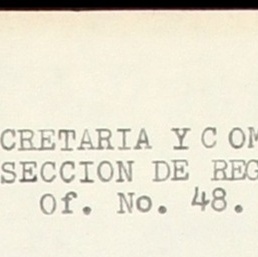 CRETARIA Y COM
SECCION DE REG
Of. No. 48.